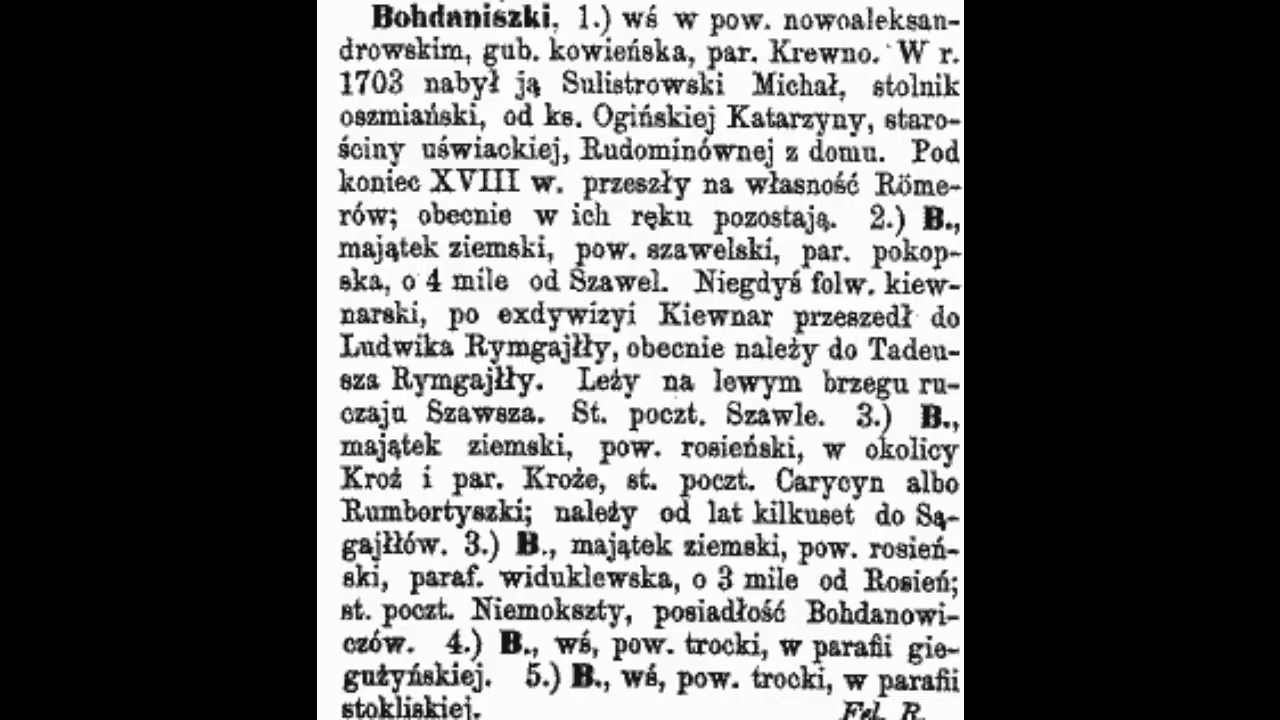 Bohdaniszki, 1.) wś w pow. nowoaleksan-
drowskim, gub. kowieńska, par. Krewno. W r.
1703 nabył ją Sulistrowski Michał, stolnik
oszmiański, od ks. Ogińskiej Katarzyny, staro-
ściny uświackiej, Rudominównej z domu. Pod
koniec XVIII w. przeszły na własność Röme-
rów; obecnie w ich ręku pozostają. 2.) B.,
majątek ziemski, pow. szawelski, par. pokop-
ska, o 4 mile od Szawel. Niegdyś folw. kiew-
narski, po exdywizyi Kiewnar przeszedł do
Ludwika Rymgajłły, obecnie należy do Tadeu-
sza Rymgajłły. Leży na lewym brzegu ru-
czaju Szawsza. St. poczt. Szawle. 3.) B.,
majątek ziemski, pow. rosieński, w okolicy
Kroż i par. Kroże, st. poczt. Carycyn albo
Rumbortyszki; należy od lat kilkuset do Są-
gajłłów. 3.) B., majątek ziemski, pow. rosień-
ski, paraf. widuklewska, o 3 mile od Rosień;
st. poczt. Niemokszty, posiadłość Bohdanowi-
czów. 4.) B., wś, pow. trocki, w parafii gie-
gużyńskiej. 5.) B., wś, pow. trocki, w parafii
stokliskiej. Fel. R.